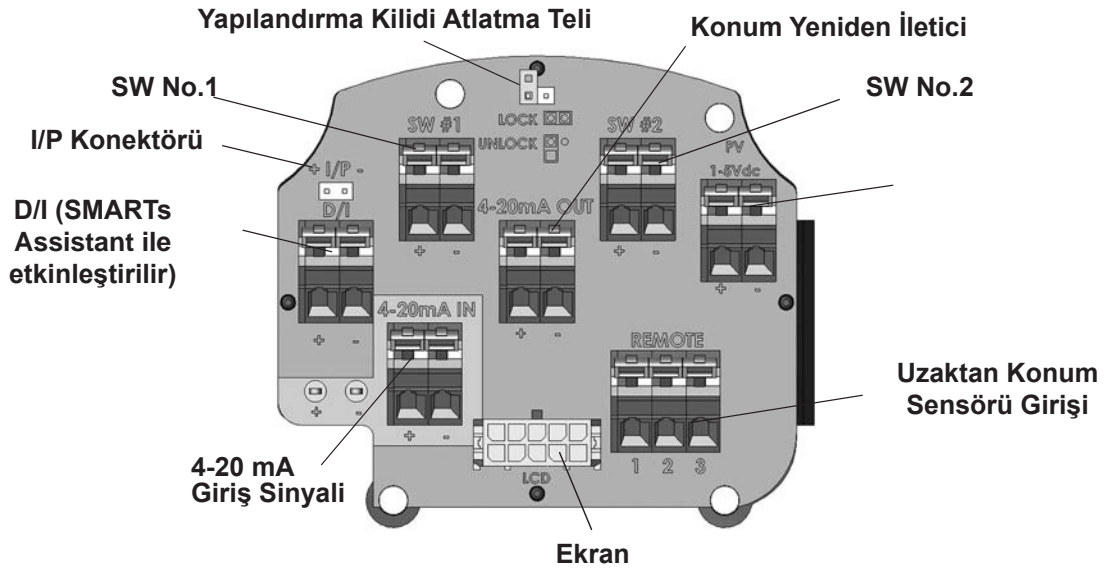 Yapılandırma Kilidi Atlatma Teli
Konum Yeniden İletici
SW No.1
SW No.2
I/P Konektörü
D/I (SMARTs
Assistant ile
etkinleştirilir)
LOCK
UNLOCK
SW #1
SW #2
PV
1-5Vdc
+ I/P -
D/I
4-20mA OUT
+ -
+ -
+ -
+ -
+ -
4-20mA IN
REMOTE
+ -
+ -
1 2 3
LCD
Uzaktan Konum
Sensörü Girişi
4-20 mA
Giriş Sinyali
Ekran